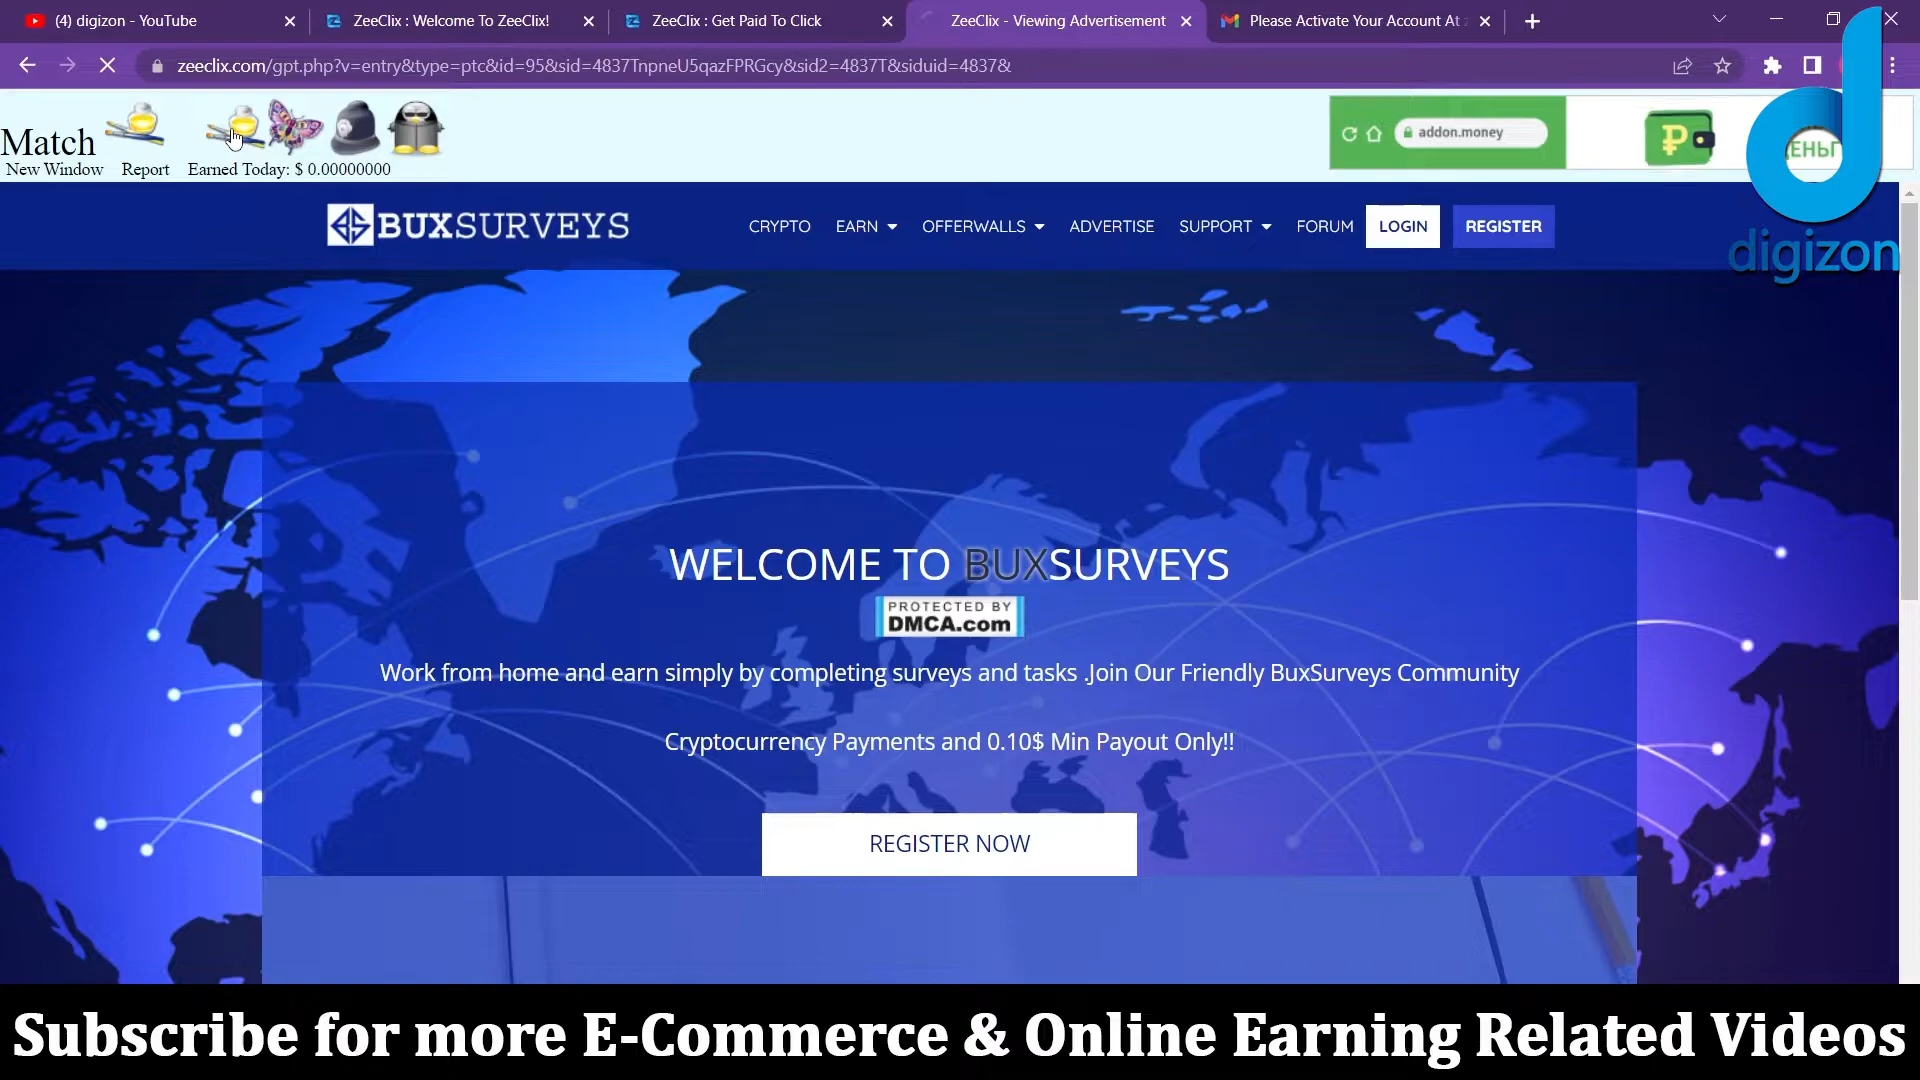 (4) digizon - YouTube
ZeeClix : Welcome To ZeeClix!
ZeeClix : Get Paid To Click
ZeeClix - Viewing Advertisement
Please Activate Your Account At
zeeclix.com/gpt.php?v=entry&type=ptc&id=95&sid=4837TnpneU5qazFPRGcy&sid2=4837T&siduid=4837&
Match
New Window
Report
Earned Today: $ 0.00000000
addon.money
ЕНЬГ
digizon
BUXSURVEYS
CRYPTO
EARN
OFFERWALLS
ADVERTISE
SUPPORT
FORUM
LOGIN
REGISTER
WELCOME TO BUXSURVEYS
PROTECTED BY
DMCA.com
Work from home and earn simply by completing surveys and tasks .Join Our Friendly BuxSurveys Community
Cryptocurrency Payments and 0.10$ Min Payout Only!!
REGISTER NOW
Subscribe for more E-Commerce & Online Earning Related Videos